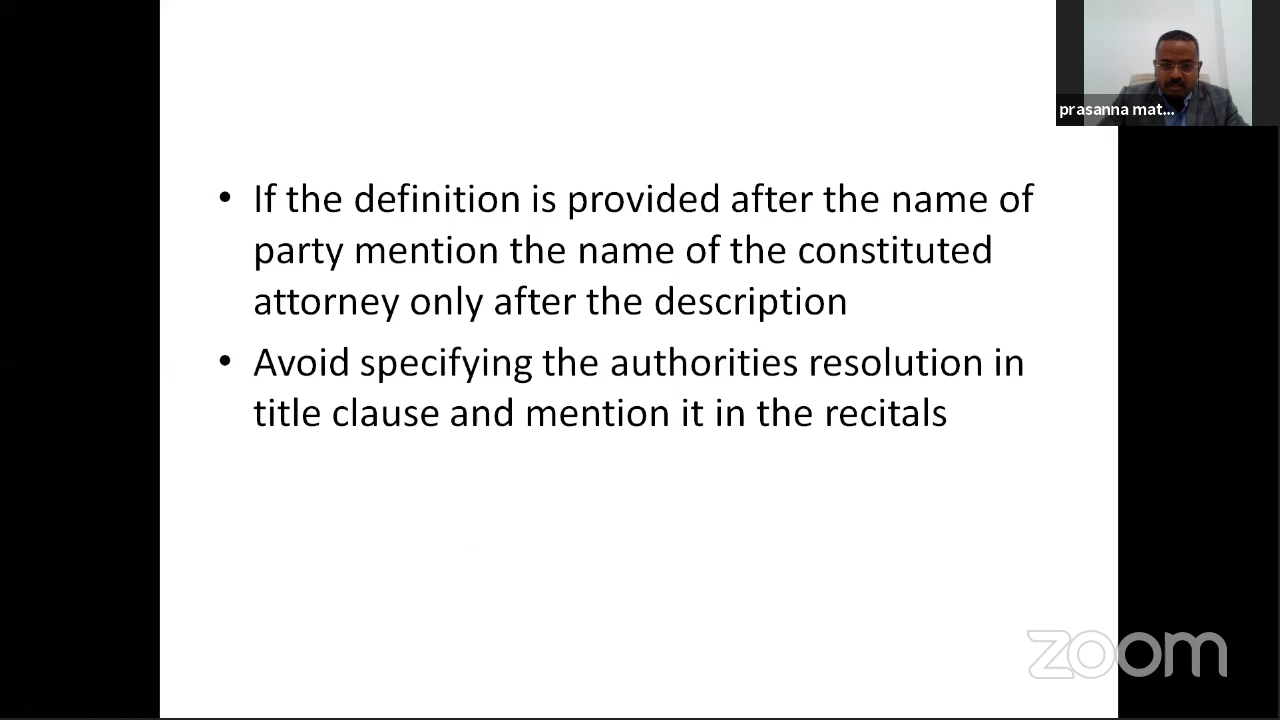 prasanna mat...
• If the definition is provided after the name of
party mention the name of the constituted
attorney only after the description
• Avoid specifying the authorities resolution in
title clause and mention it in the recitals
zoom